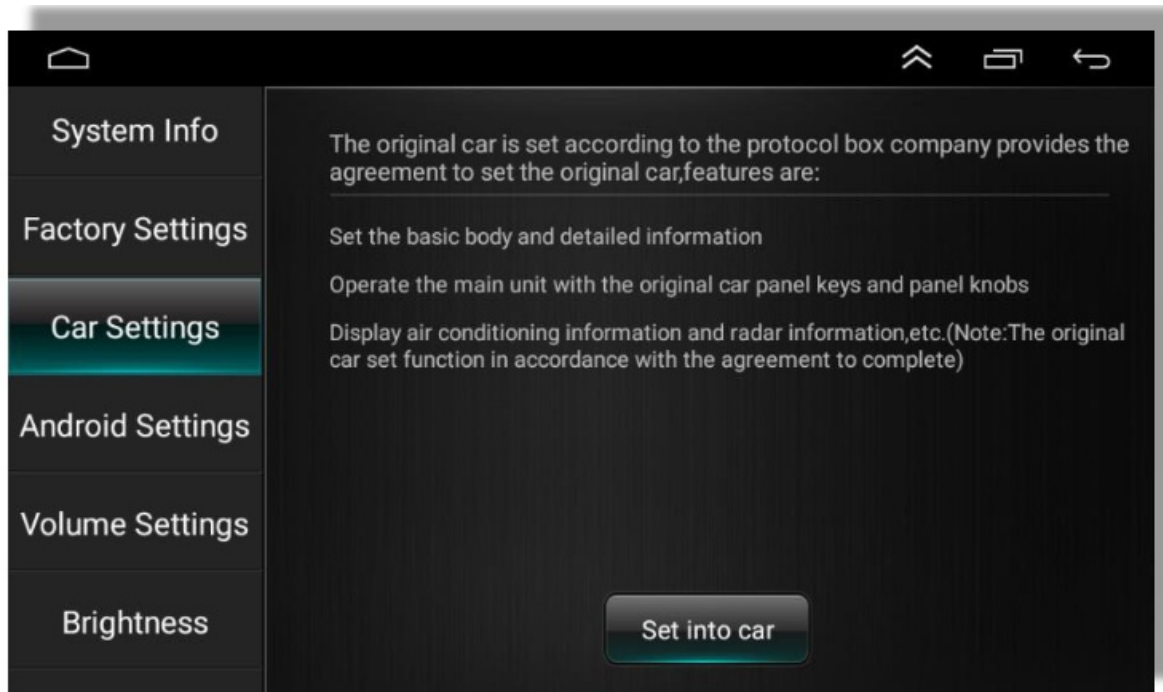 System Info
Factory Settings
Car Settings
Android Settings
Volume Settings
Brightness
The original car is set according to the protocol box company provides the
agreement to set the original car,features are:
Set the basic body and detailed information
Operate the main unit with the original car panel keys and panel knobs
Display air conditioning information and radar information,etc.(Note:The original
car set function in accordance with the agreement to complete)
Set into car